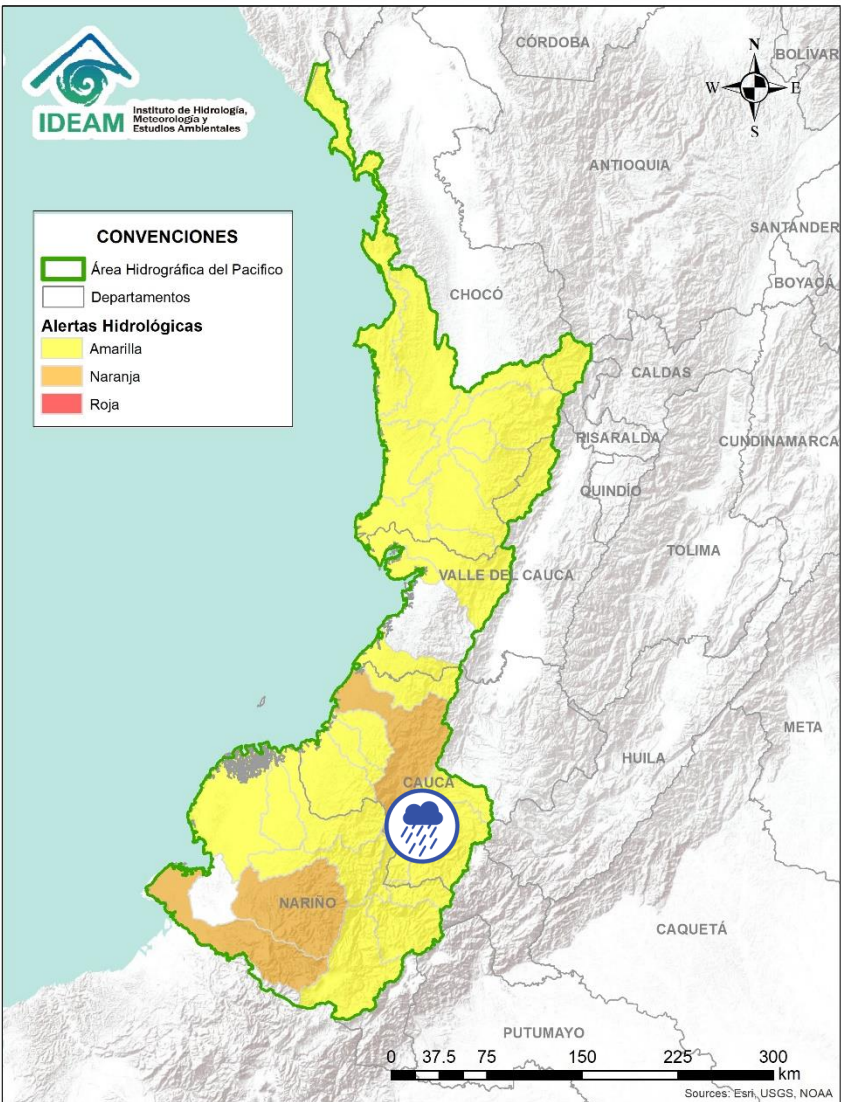 IDEAM
Instituto de Hidrología,
Meteorología y
Estudios Ambientales
CÓRDOBA
BOLÍVAR
N
W
E
S
ANTIOQUIA
SANTANDER
BOYACÁ
CONVENCIONES
Área Hidrográfica del Pacifico
Departamentos
Alertas Hidrológicas
Amarilla
Naranja
Roja
CHOCÓ
CALDAS
RISARALDA
CUNDINAMARCA
QUINDÍO
TOLIMA
VALLE DEL CAUCA
META
HUILA
CAUCA
NARIÑO
CAQUETÁ
PUTUMAYO
0 37.5 75 150 225 300
km
Sources: Esri, USGS, NOAA